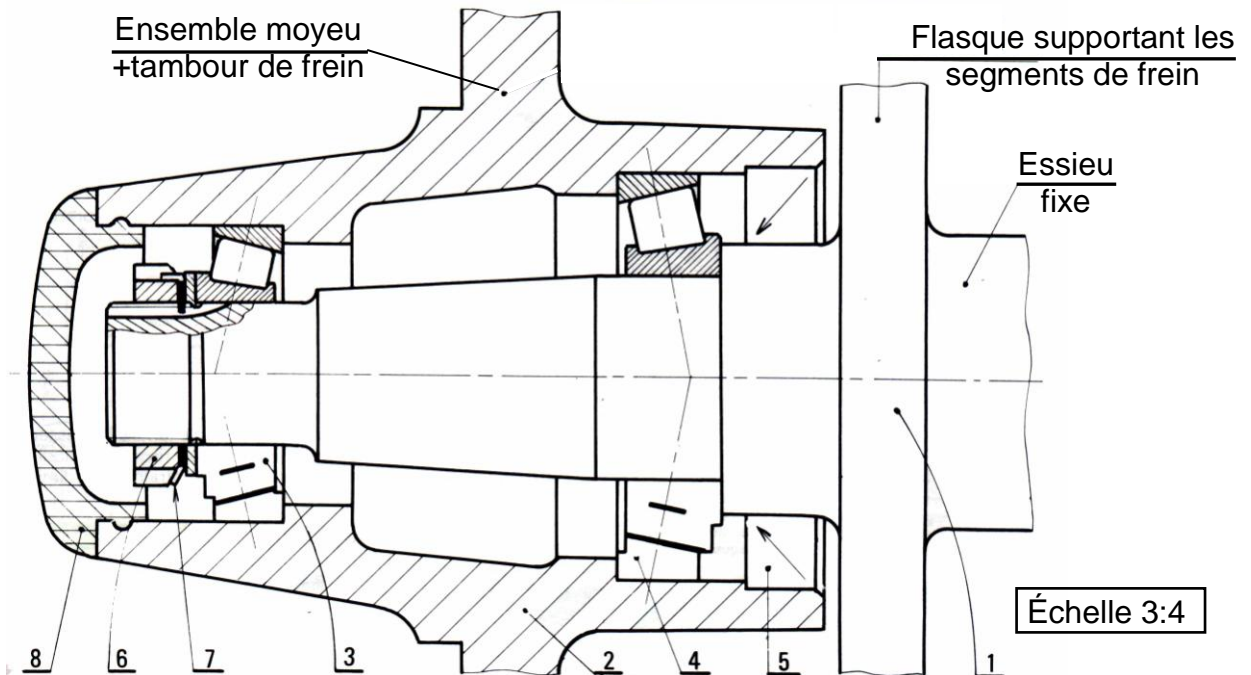 Ensemble moyeu
+tambour de frein
Flasque supportant les
segments de frein
Essieu
fixe
Échelle 3:4
8 6 7 3 2 4 5 1